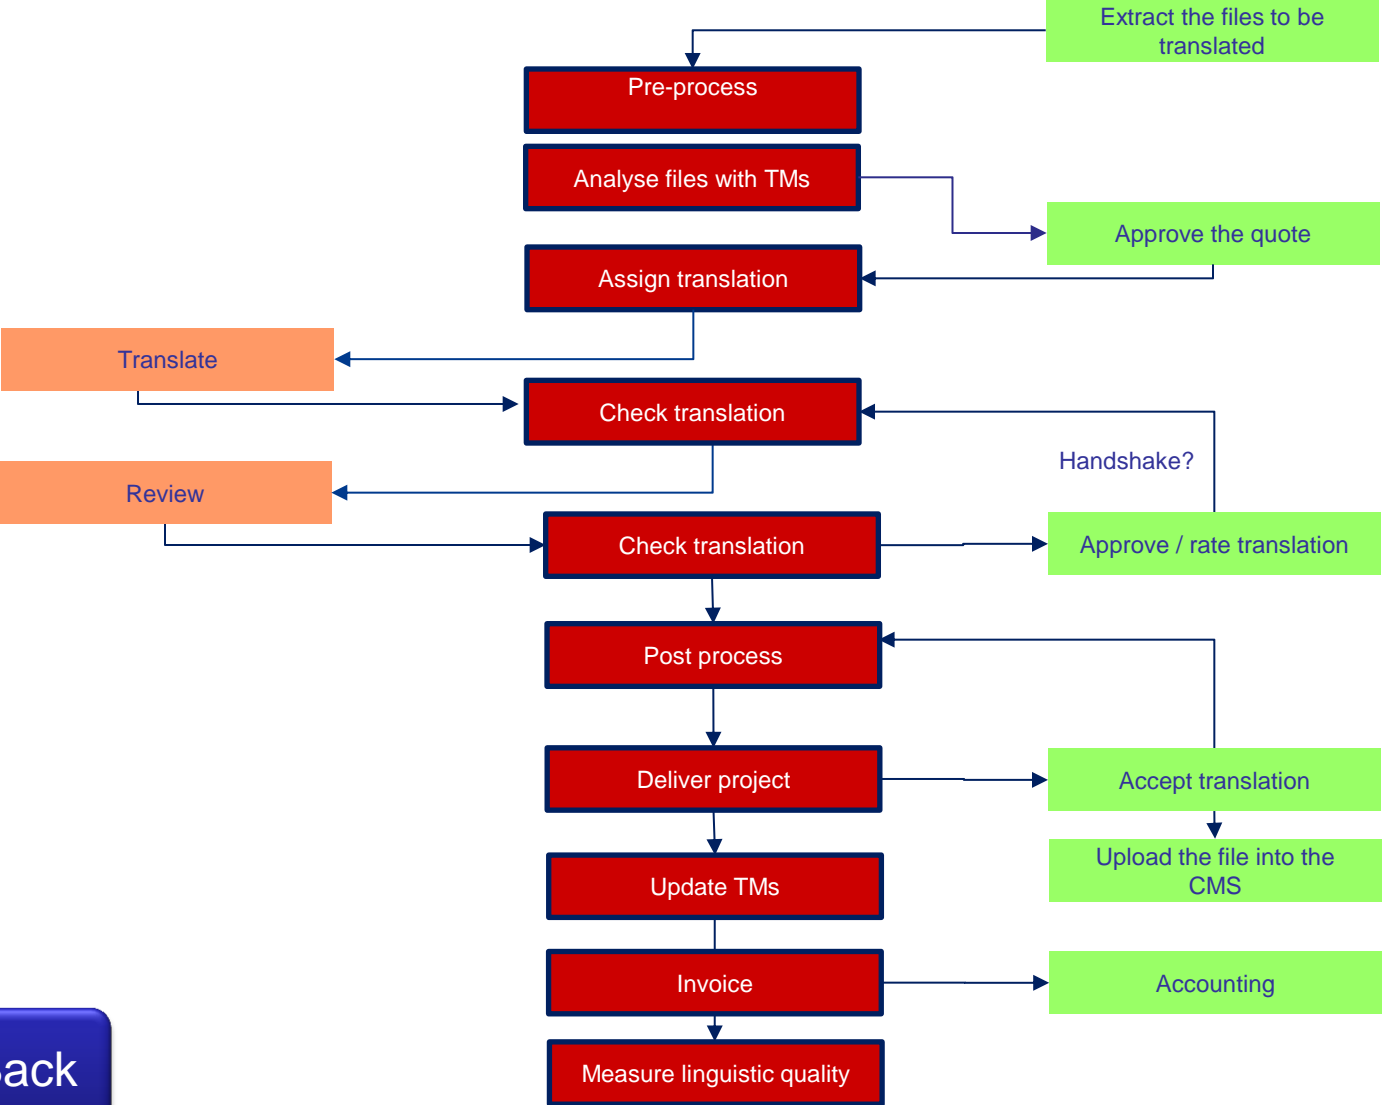 Extract the files to be
translated
Pre-process
Analyse files with TMs
Approve the quote
Assign translation
Translate
Check translation
Handshake?
Review
Check translation
Approve / rate translation
Post process
Deliver project
Accept translation
Update TMs
Upload the file into the
CMS
Invoice
Accounting
Measure linguistic quality